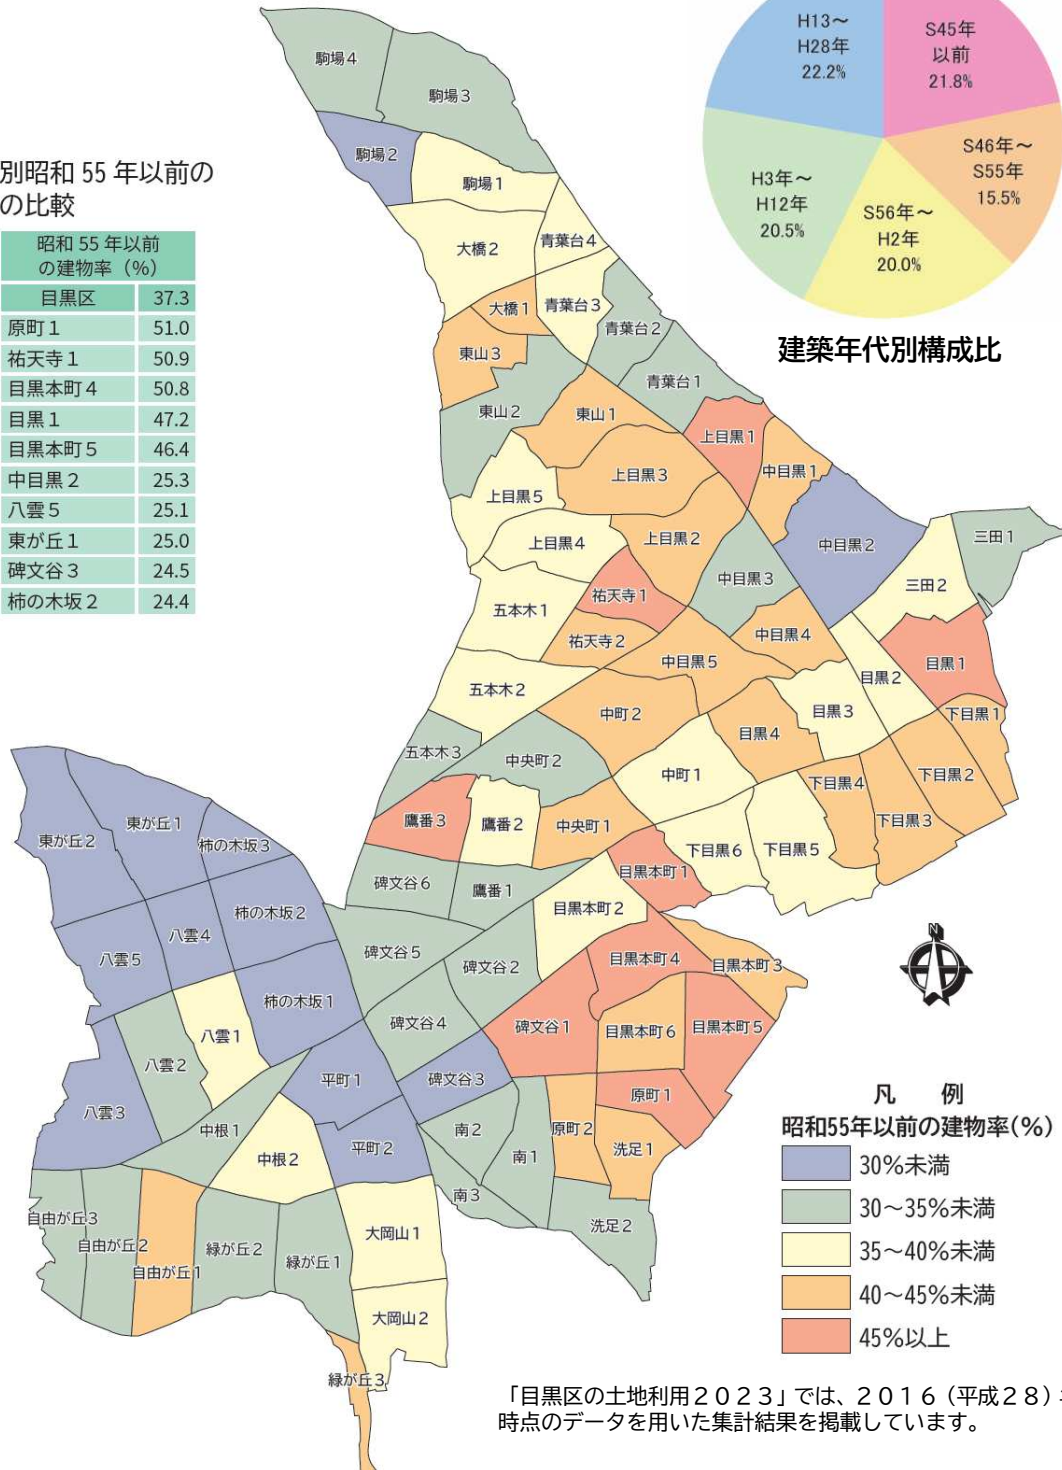 H13～
H28年
22.2%
S45年
以前
21.8%
S46年～
S55年
15.5%
H3年～
H12年
20.5%
S56年～
H2年
20.0%
建築年代別構成比
別昭和 55 年以前の
の比較
昭和 55 年以前
の建物率（%）
目黒区 37.3
原町１ 51.0
祐天寺１ 50.9
目黒本町４ 50.8
目黒１ 47.2
目黒本町５ 46.4
中目黒２ 25.3
八雲５ 25.1
東が丘１ 25.0
碑文谷３ 24.5
柿の木坂２ 24.4
駒場４
駒場３
駒場２
駒場１
大橋２
青葉台４
大橋１
青葉台３
青葉台２
東山３
青葉台１
東山２
東山１
上目黒１
中目黒１
上目黒３
上目黒５
上目黒４
上目黒２
中目黒２
三田１
中目黒３
三田２
祐天寺１
五本木１
祐天寺２
中目黒４
中目黒５
目黒１
目黒２
五本木２
中町２
目黒３
下目黒１
目黒４
五本木３
中央町２
中町１
下目黒４
下目黒２
鷹番３
鷹番２
中央町１
下目黒３
東が丘２
東が丘１
柿の木坂３
下目黒６
下目黒５
目黒本町１
碑文谷６
鷹番１
目黒本町２
柿の木坂２
八雲４
八雲５
碑文谷５
碑文谷２
目黒本町４
目黒本町３
柿の木坂１
碑文谷４
碑文谷１
目黒本町６
目黒本町５
八雲１
八雲２
平町１
碑文谷３
原町１
八雲３
中根１
南２
原町２
平町２
中根２
南１
洗足１
南３
自由が丘３
洗足２
大岡山１
自由が丘２
緑が丘２
緑が丘１
自由が丘１
大岡山２
緑が丘３
N
凡　例
昭和55年以前の建物率(%)
30%未満
30～35%未満
35～40%未満
40～45%未満
45%以上
「目黒区の土地利用２０２３」では、２０１６（平成２８）
時点のデータを用いた集計結果を掲載しています。